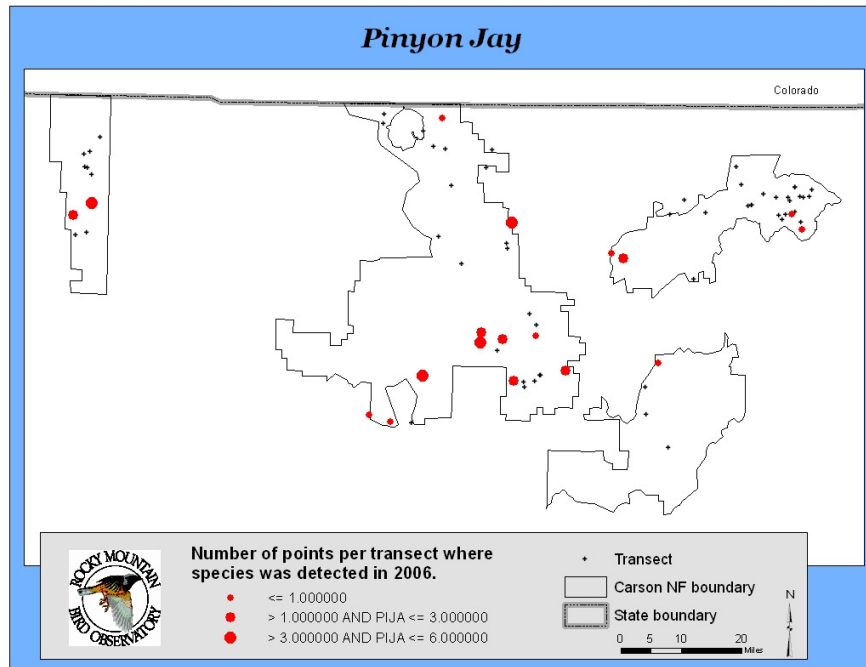 Pinyon Jay
Colorado
ROCKY MOUNTAIN
BIRD OBSERVATORY
Number of points per transect where
species was detected in 2006.
<= 1.000000
> 1.000000 AND PIJA <= 3.000000
> 3.000000 AND PIJA <= 6.000000
Transect
Carson NF boundary
State boundary
N
0 5 10 20
Miles